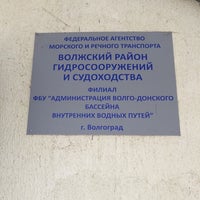 ФЕДЕРАЛЬНОЕ АГЕНТСТВО
МОРСКОГО И РЕЧНОГО ТРАНСПОРТА
ВОЛЖСКИЙ РАЙОН
ГИДРОСООРУЖЕНИЙ
И СУДОХОДСТВА
ФИЛИАЛ
ФБУ "АДМИНИСТРАЦИЯ ВОЛГО-ДОНСКОГО
БАССЕЙНА
ВНУТРЕННИХ ВОДНЫХ ПУТЕЙ"
г. Волгоград